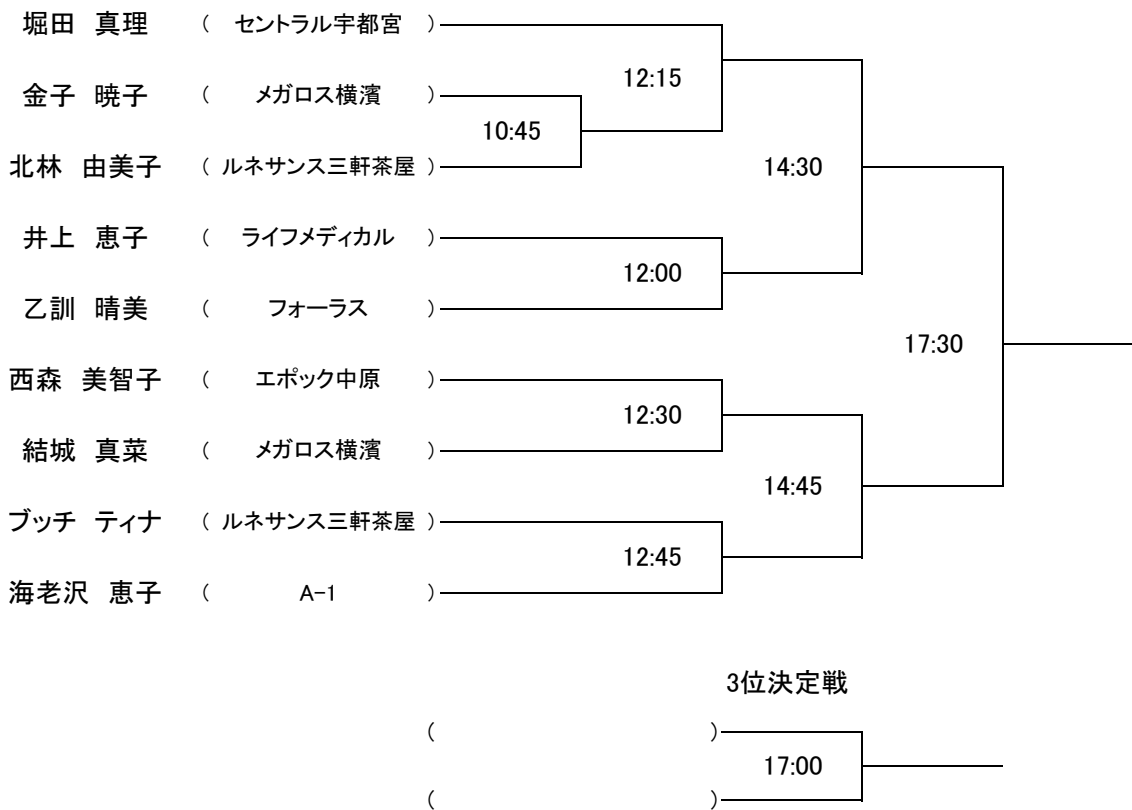 堀田 真理 ( セントラル宇都宮 )
12:15
金子 暁子 ( メガロス横濱 )
10:45
北林 由美子 ( ルネサンス三軒茶屋 )
14:30
井上 恵子 ( ライフメディカル )
12:00
乙訓 晴美 ( フォーラス )
17:30
西森 美智子 ( エポック中原 )
12:30
結城 真菜 ( メガロス横濱 )
14:45
ブッチ ティナ ( ルネサンス三軒茶屋 )
12:45
海老沢 恵子 ( A-1 )
3位決定戦
( )
17:00
( )